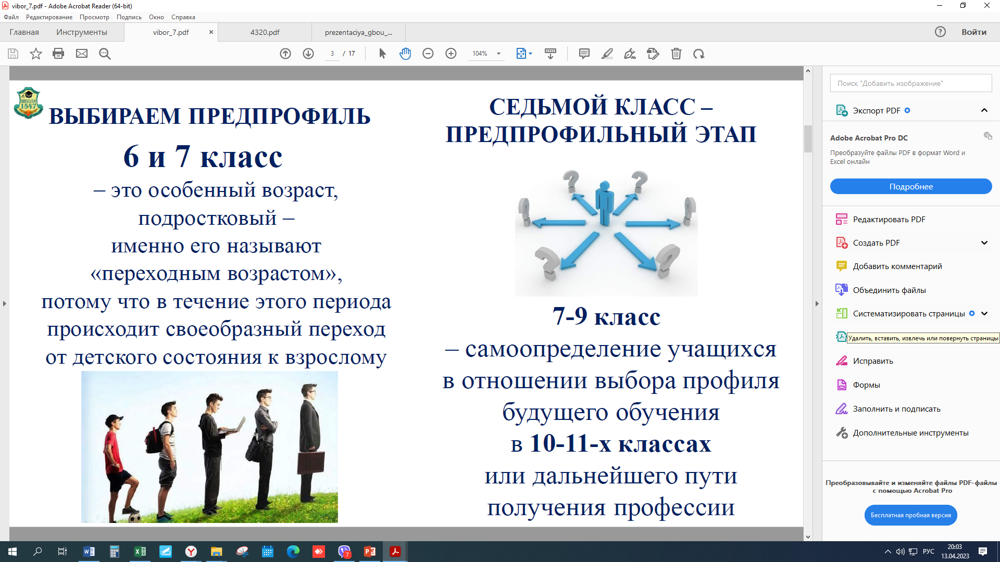 vibor_7.pdf - Adobe Acrobat Reader (64-bit)
Файл Редактирование Просмотр Подпись Окно Справка
Главная Инструменты vibor_7.pdf 4320.pdf prezentaciya_gbou_... Войти
3 / 17 104%
ШКОЛА
1547
ВЫБИРАЕМ ПРЕДПРОФИЛЬ
6 и 7 класс
– это особенный возраст,
подростковый –
именно его называют
«переходным возрастом»,
потому что в течение этого периода
происходит своеобразный переход
от детского состояния к взрослому
СЕДЬМОЙ КЛАСС –
ПРЕДПРОФИЛЬНЫЙ ЭТАП
7-9 класс
– самоопределение учащихся
в отношении выбора профиля
будущего обучения
в 10-11-х классах
или дальнейшего пути
получения профессии
Поиск "Добавить изображение"
Экспорт PDF
Adobe Acrobat Pro DC
Преобразуйте файлы PDF в формат Word и
Excel онлайн
Подробнее
Редактировать PDF
Создать PDF
Добавить комментарий
Объединить файлы
Систематизировать страницы
Удалить, вставить, извлечь или повернуть страницы
Исправить
Формы
Заполнить и подписать
Дополнительные инструменты
Преобразовывайте и изменяйте файлы PDF-файлы
с помощью Acrobat Pro
Бесплатная пробная версия
7
РУС
20:03
13.04.2023